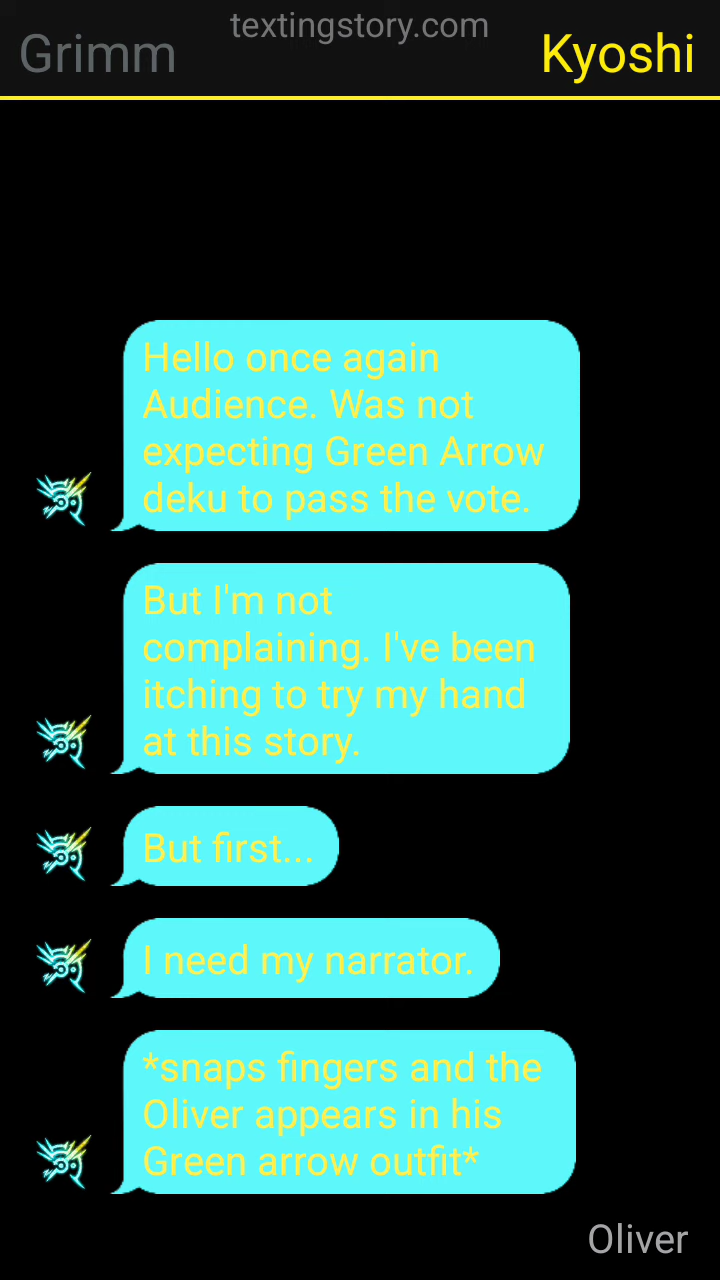 textingstory.com
Grimm
Kyoshi
Hello once again
Audience. Was not
expecting Green Arrow
deku to pass the vote.
But I'm not
complaining. I've been
itching to try my hand
at this story.
But first...
I need my narrator.
*snaps fingers and the
Oliver appears in his
Green arrow outfit*
Oliver